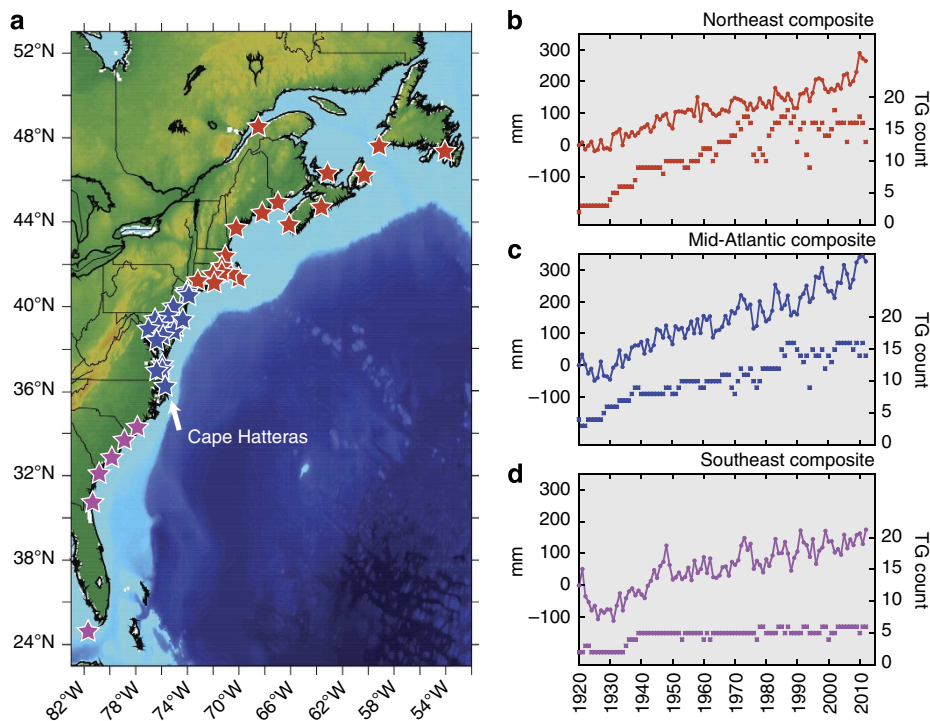 a
52°N
48°N
44°N
40°N
36°N
32°N
38°N
24°N
82°W
78°W
74°W
70°W
66°W
62°W
58°W
54°W
Cape Hatteras
b
Northeast composite
300
200
100
0
−100
mm
20
15
10
5
0
TG count
c
Mid-Atlantic composite
300
200
100
0
−100
mm
20
15
10
5
0
TG count
d
Southeast composite
300
200
100
0
−100
mm
20
15
10
5
0
TG count
1920
1930
1940
1950
1960
1970
1980
1990
2000
2010